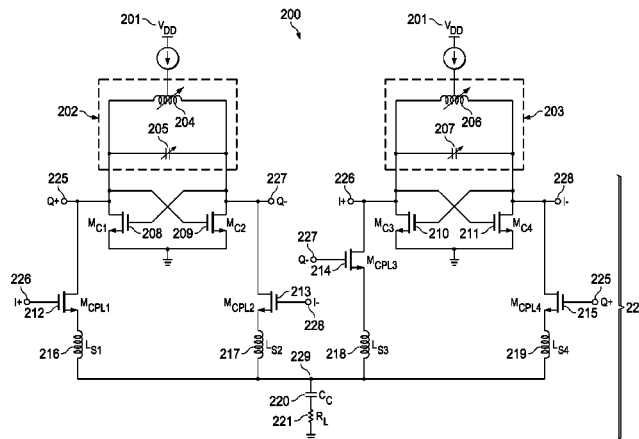 200
201 VDD
201 VDD
202
204
205
206
207
203
225
Q+
227
Q-
226
I+
228
I-
MC1
208
209
MC2
MC3
210
211
MC4
226
I+
212
MCPL1
MCPL2
213
I-
228
227
Q-
214
MCPL3
MCPL4
225
Q+
215
22
216
LS1
217
LS2
218
LS3
219
LS4
229
220
CC
221
RL